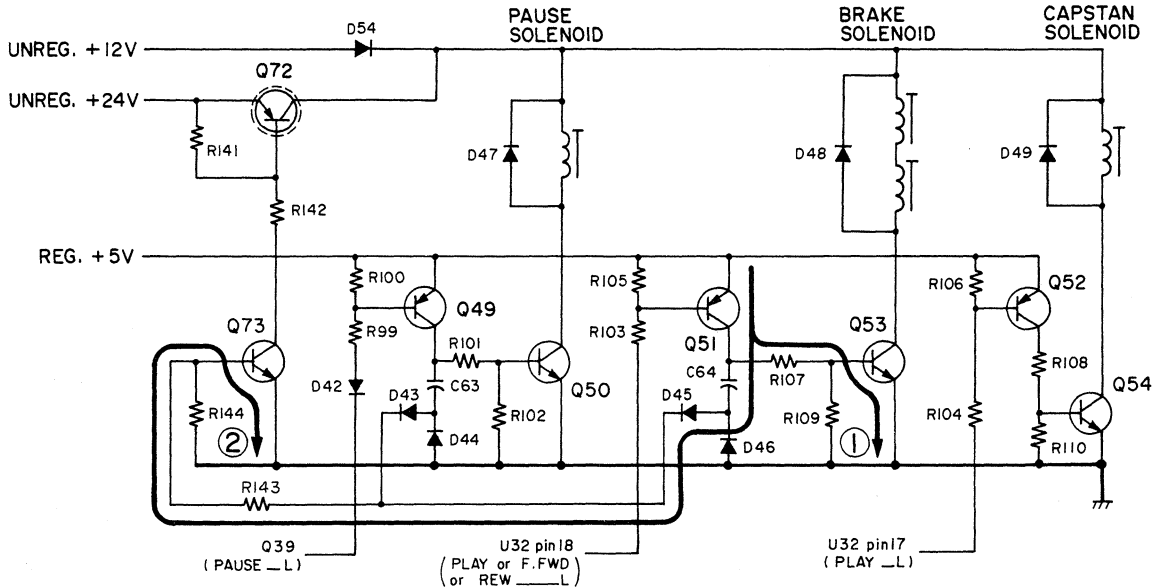 PAUSE
SOLENOID
BRAKE
SOLENOID
CAPSTAN
SOLENOID
D54
UNREG. +12V
Q72
UNREG. +24V
R141
D47
D48
D49
R142
REG. +5V
R100
R105
R106
Q52
Q49
R99
R103
Q73
R101
Q51
Q53
R108
C63
C64
R107
D42
D43
Q50
D45
Q54
R144
R102
R109
R104
② D44
D46
①
R110
R143
Q39
(PAUSE __L)
U32 pin18
(PLAY or F.FWD)
or REW ____L
U32 pin17
(PLAY __L)